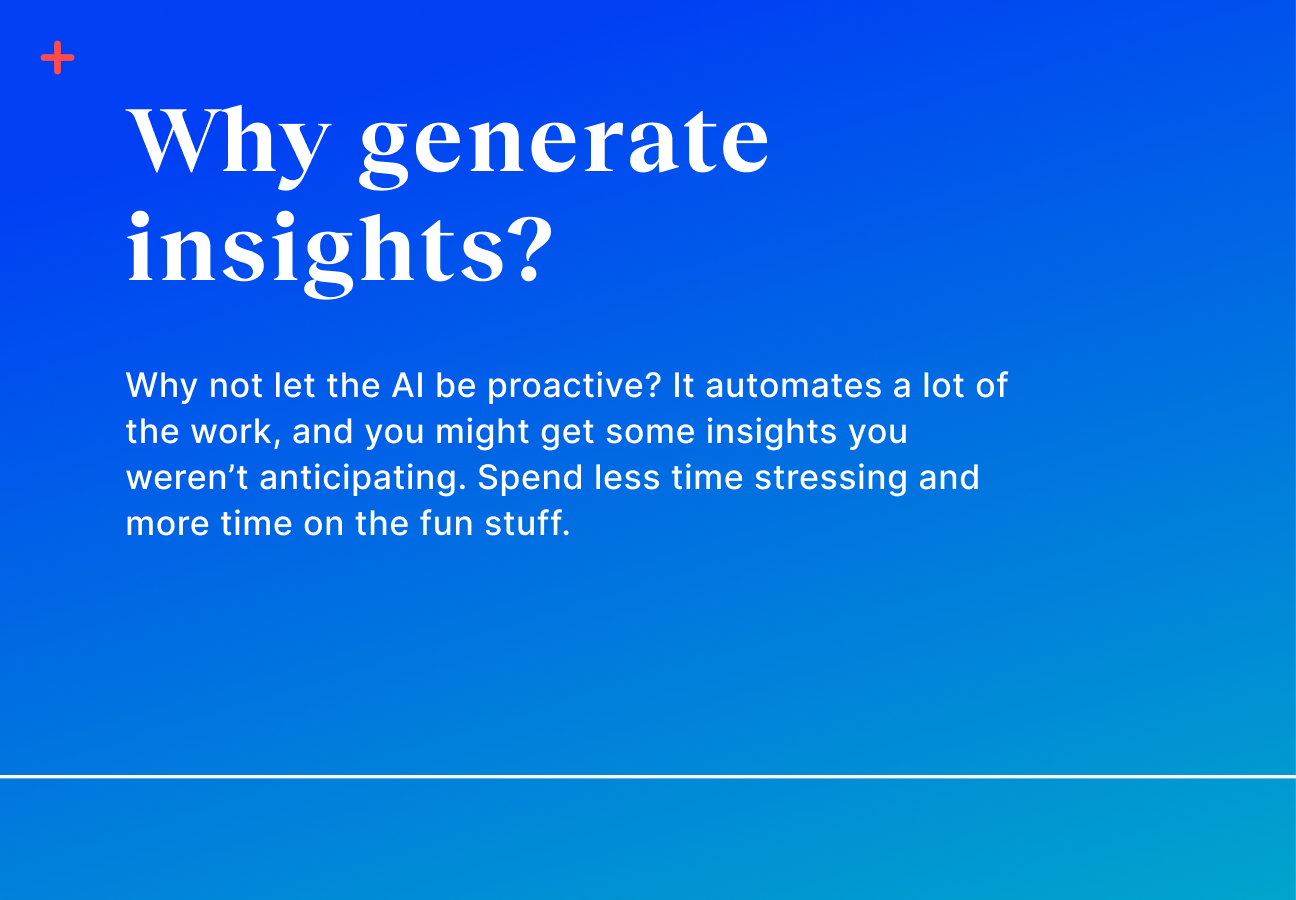 Why generate
insights?
Why not let the AI be proactive? It automates a lot of
the work, and you might get some insights you
weren’t anticipating. Spend less time stressing and
more time on the fun stuff.